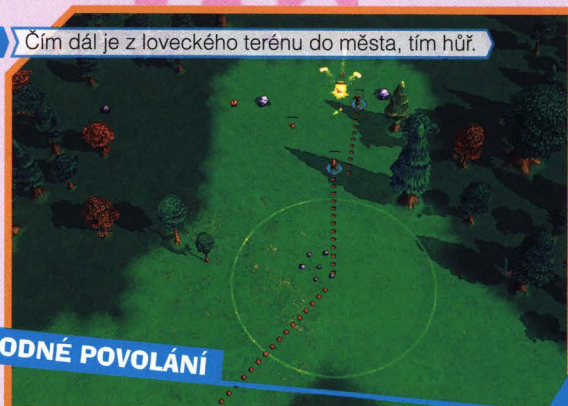 Čím dál je z loveckého terénu do města, tím hůř.
ODNÉ POVOLÁNÍ